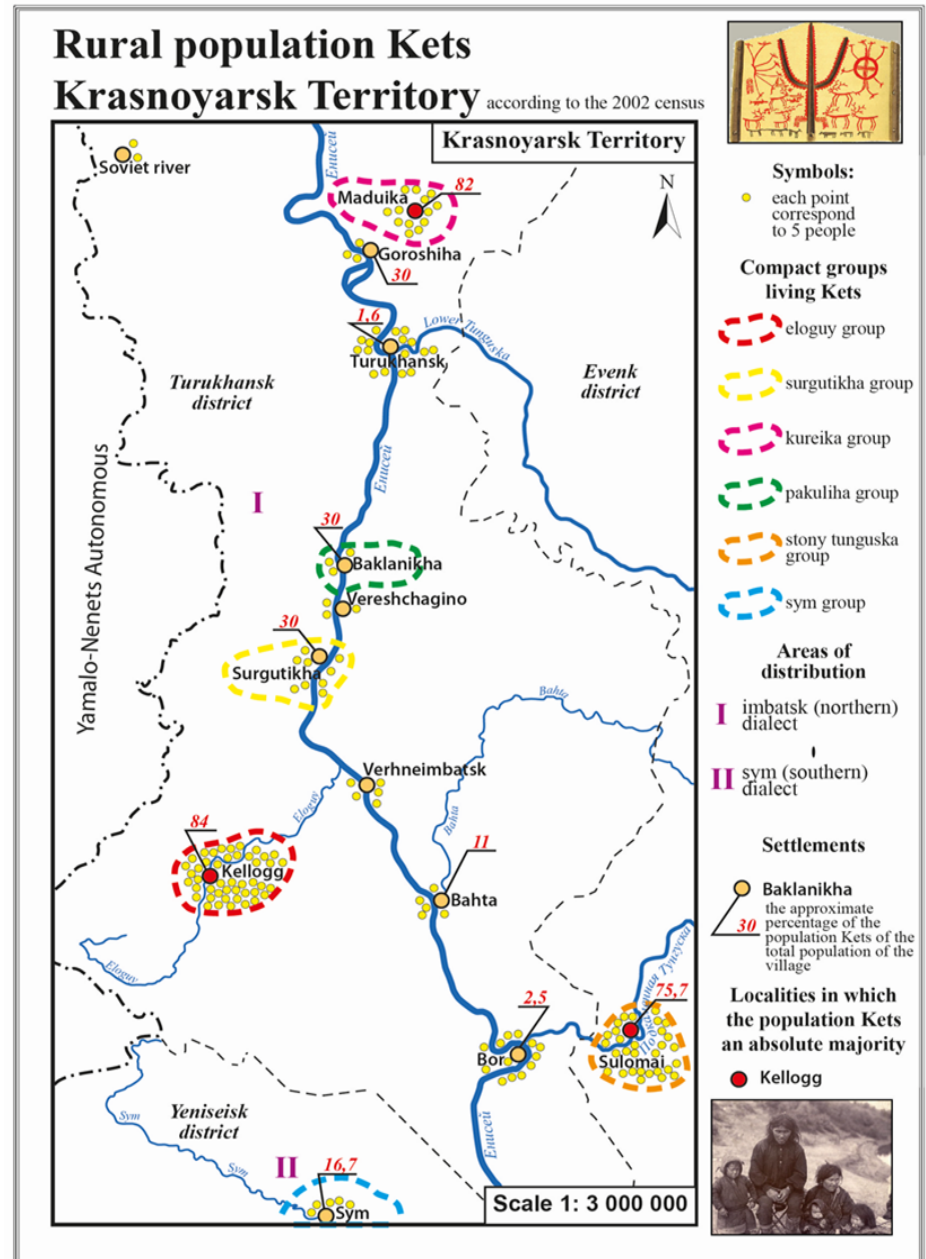 Rural population Kets
Krasnoyarsk Territory according to the 2002 census
Krasnoyarsk Territory
N
Soviet river
Енисей
Maduika
82
Goroshiha
30
1,6
Turukhansk
Lower Tunguska
Turukhansk
district
Evenk
district
Енисей
I
Yamalo-Nenets Autonomous
30
Baklanikha
Vereshchagino
30
Surgutikha
Bahta
Verhneimbatsk
Eloguy
Bahta
84
Kellogg
11
Bahta
Eloguy
2,5
Bor
75,7
Подкаменная Тунгуска
Sulomai
Sym
Yeniseisk
district
Енисей
Sym
II
16,7
Sym
Scale 1: 3 000 000
Symbols:
each point
correspond
to 5 people
Compact groups
living Kets
eloguy group
surgutikha group
kureika group
pakuliha group
stony tunguska
group
sym group
Areas of
distribution
I imbatsk (northern)
dialect
II sym (southern)
dialect
Settlements
Baklanikha
30
the approximate
percentage of the
population Kets of the
total population of the
village
Localities in which
the population Kets
an absolute majority
Kellogg